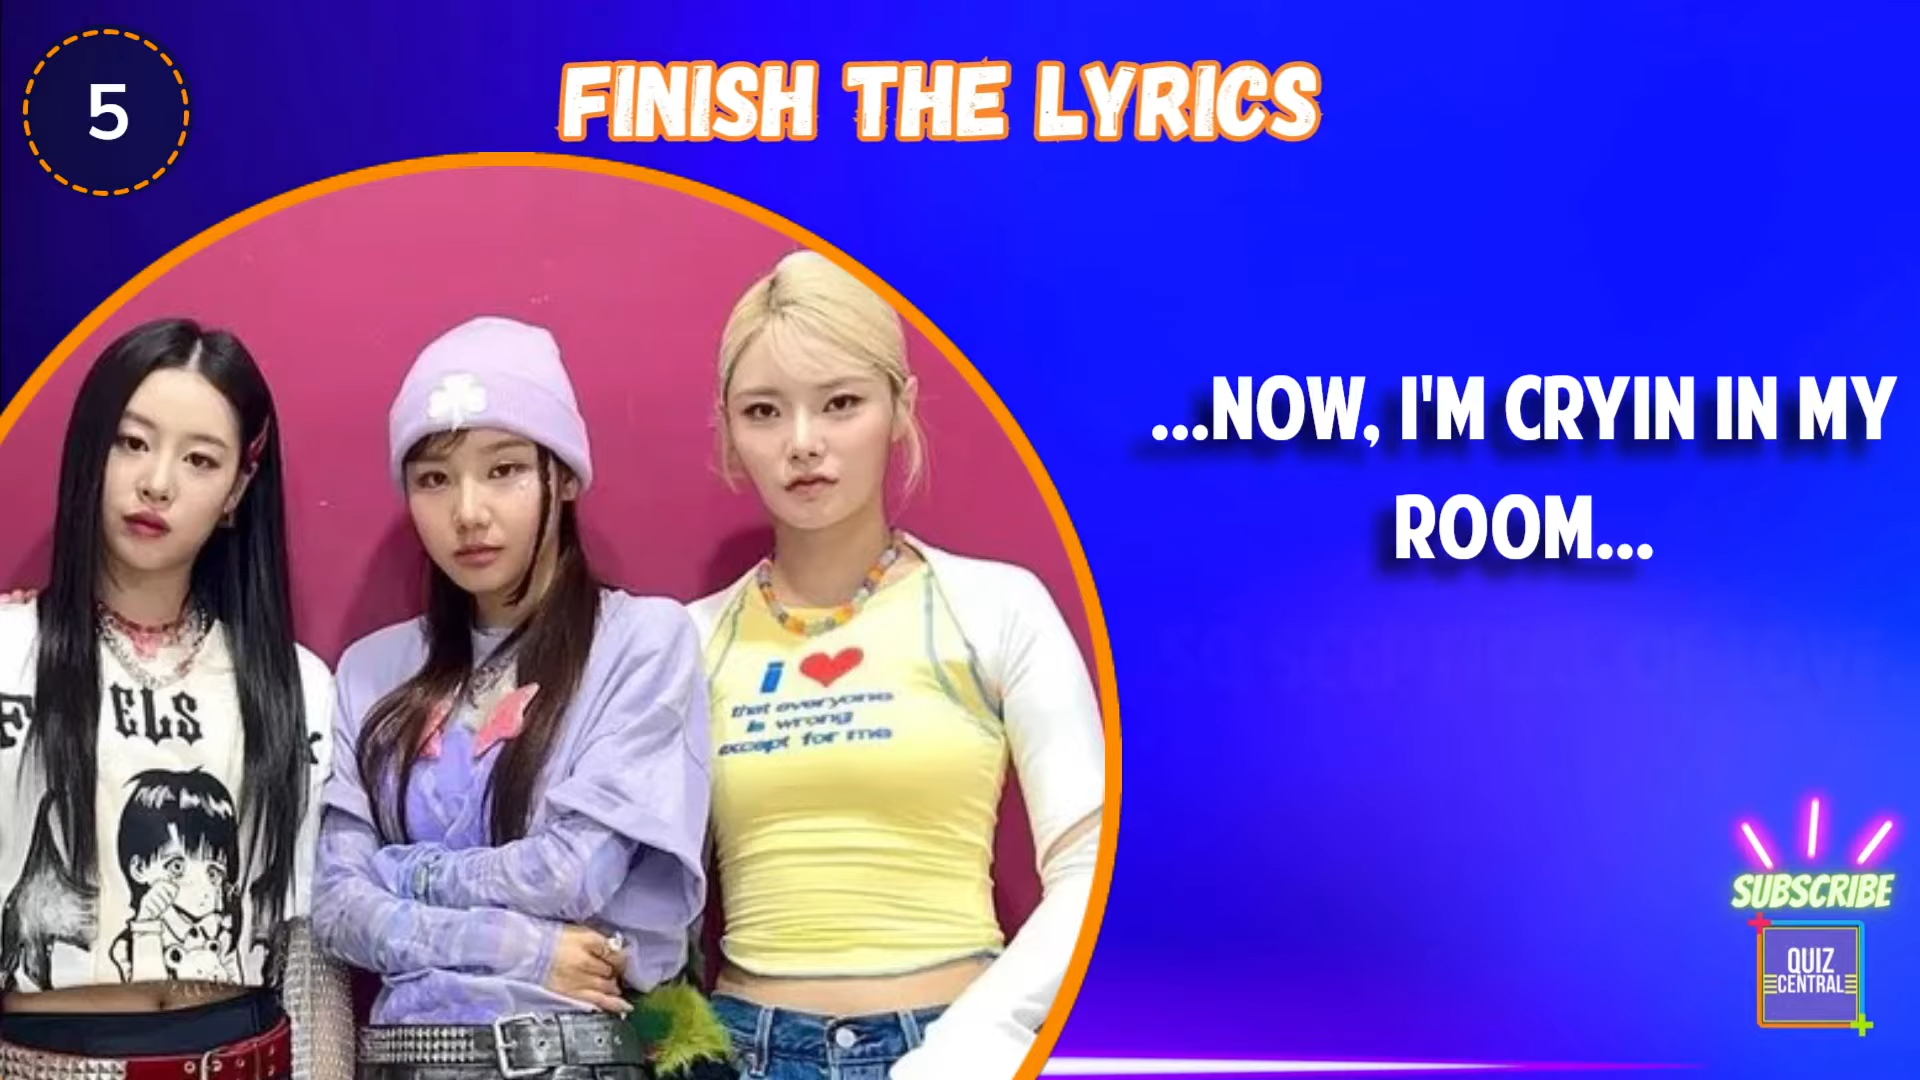 5
FINISH THE LYRICS
...NOW, I'M CRYIN IN MY
ROOM...
ELS
i ❤
that everyone
is wrong
except for me
SUBSCRIBE
QUIZ
CENTRAL